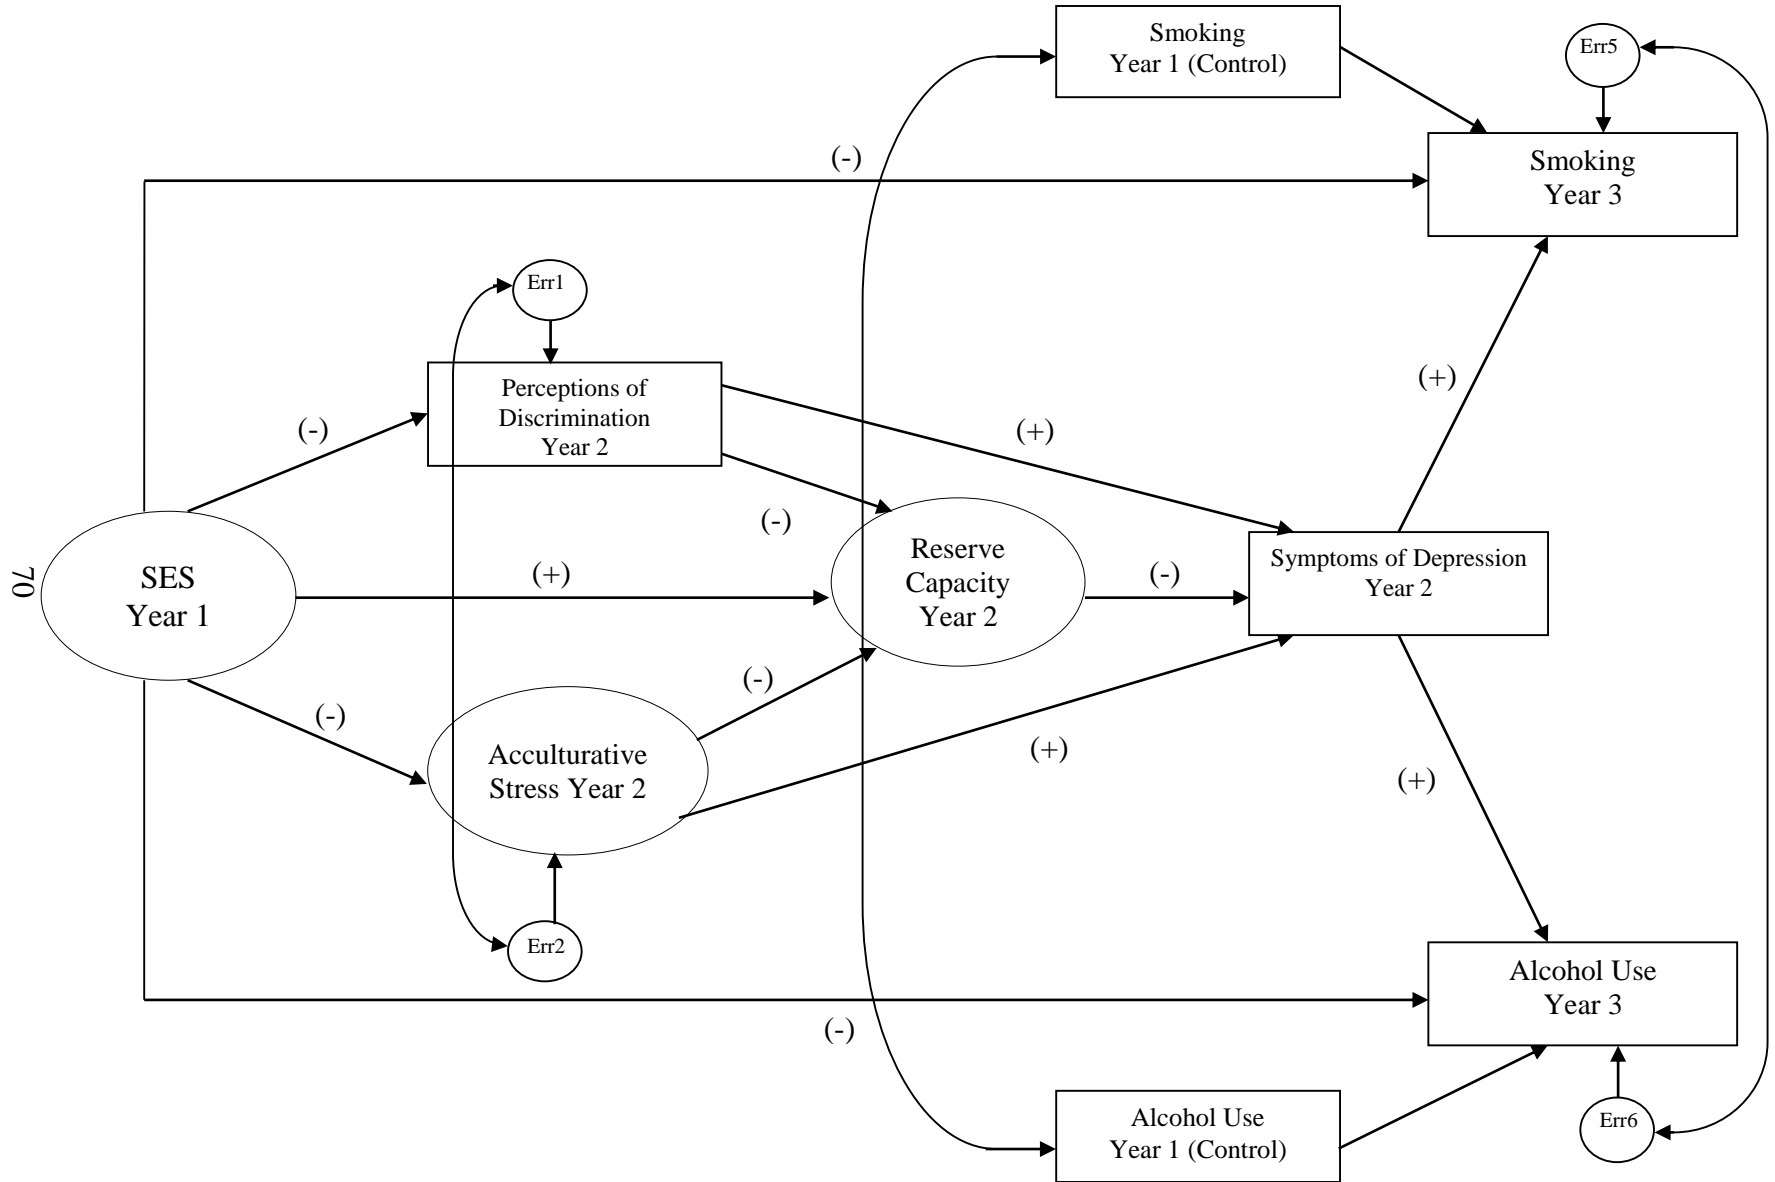 Smoking
Year 1 (Control)
Err5
Smoking
Year 3
(-)
Err1
Perceptions of
Discrimination
Year 2
(-)
(+)
(+)
(-)
SES
Year 1
(+)
Reserve
Capacity
Year 2
(-)
Symptoms of Depression
Year 2
70
(-)
(-)
Acculturative
Stress Year 2
(+)
(+)
Err2
Alcohol Use
Year 3
(-)
Alcohol Use
Year 1 (Control)
Err6